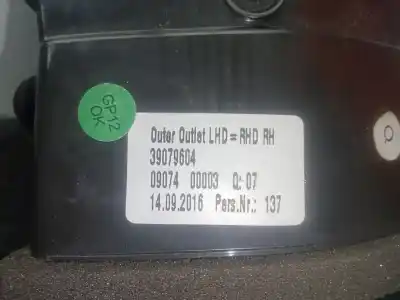 GP12
OK
Outer Outlet LHD = RHD RH
39079604
09074 00003 Q: 07
14.09.2016 Pers.Nr.: 137
Q